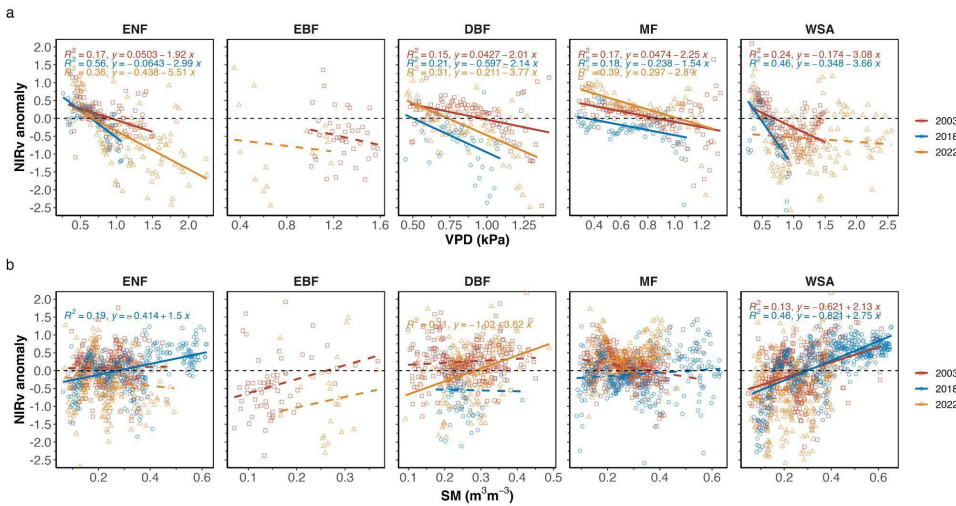 a
ENF
EBF
DBF
MF
WSA
R² = 0.17, y = 0.0503 − 1.92 x
R² = 0.56, y = −0.0643 − 2.99 x
R² = 0.36, y = −0.438 − 5.51 x
R² = 0.15, y = 0.0427 − 2.01 x
R² = 0.21, y = −0.597 − 2.14 x
R² = 0.31, y = −0.211 − 3.77 x
R² = 0.17, y = 0.0474 − 2.25 x
R² = 0.18, y = −0.238 − 1.54 x
R² = 0.39, y = 0.297 − 2.89 x
R² = 0.24, y = −0.174 − 3.08 x
R² = 0.46, y = −0.348 − 3.66 x
2.0
1.5
1.0
0.5
0.0
-0.5
-1.0
-1.5
-2.0
-2.5
NIRv anomaly
0.5 1.0 1.5 2.0
0.4 0.8 1.2 1.6
0.50 0.75 1.00 1.25
0.4 0.6 0.8 1.0 1.2
0.5 1.0 1.5 2.0 2.5
VPD (kPa)
2003
2018
2022
b
ENF
EBF
DBF
MF
WSA
R² = 0.19, y = −0.414 + 1.5 x
R² = 0.11, y = −1.02 + 3.62 x
R² = 0.13, y = −0.621 + 2.13 x
R² = 0.46, y = −0.821 + 2.75 x
2.0
1.5
1.0
0.5
0.0
-0.5
-1.0
-1.5
-2.0
-2.5
NIRv anomaly
0.2 0.4 0.6
0.1 0.2 0.3
0.1 0.2 0.3 0.4 0.5
0.2 0.4 0.6
0.2 0.4 0.6
SM (m³m⁻³)
2003
2018
2022